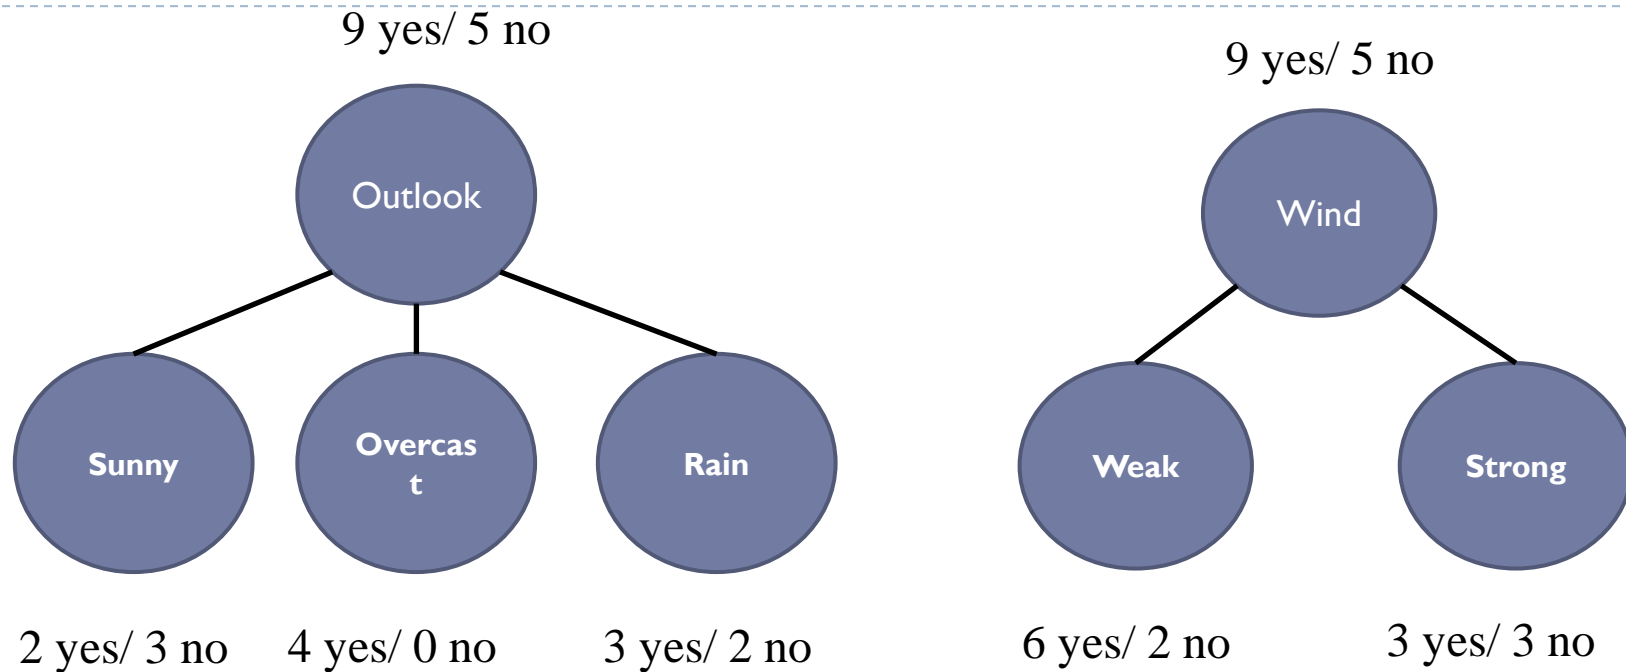 9 yes/ 5 no
Outlook
Sunny
Overcas
t
Rain
2 yes/ 3 no
4 yes/ 0 no
3 yes/ 2 no
9 yes/ 5 no
Wind
Weak
Strong
6 yes/ 2 no
3 yes/ 3 no